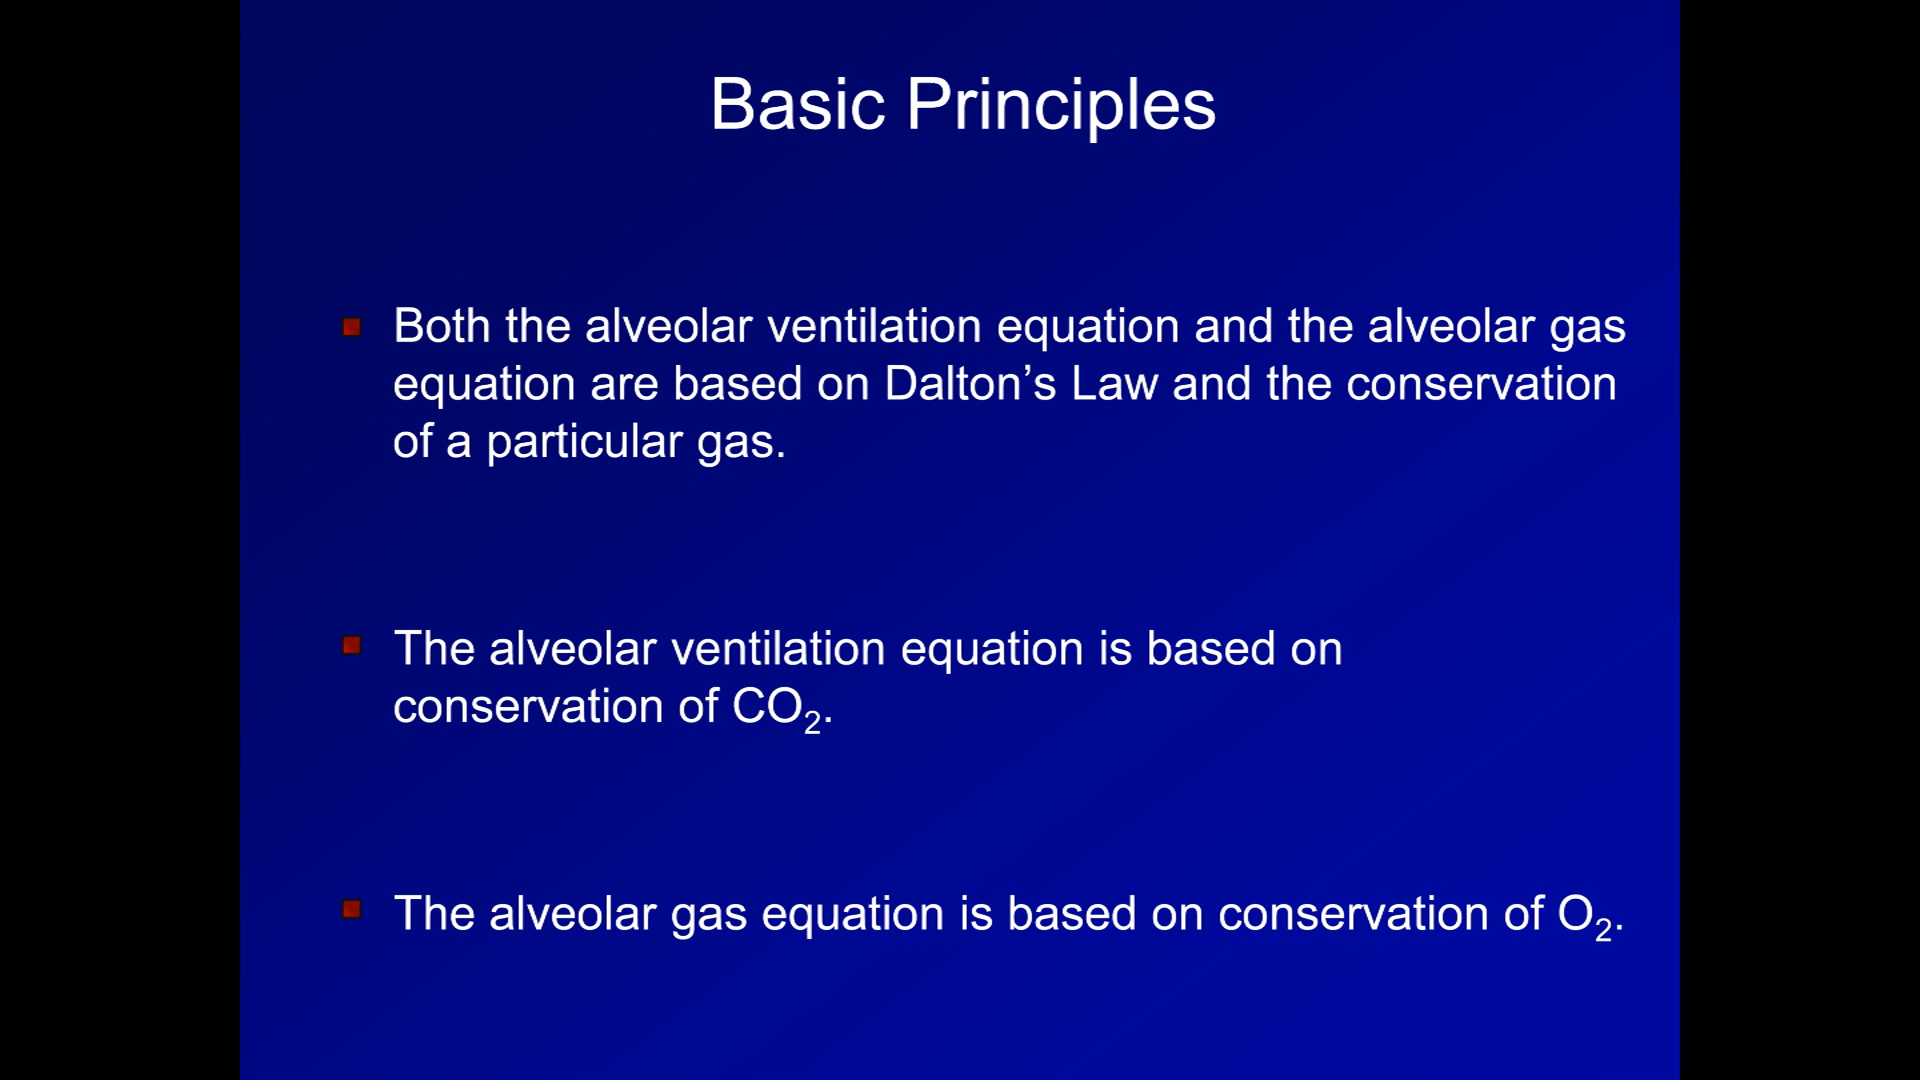 Basic Principles
Both the alveolar ventilation equation and the alveolar gas
equation are based on Dalton’s Law and the conservation
of a particular gas.
The alveolar ventilation equation is based on
conservation of CO₂.
The alveolar gas equation is based on conservation of O₂.